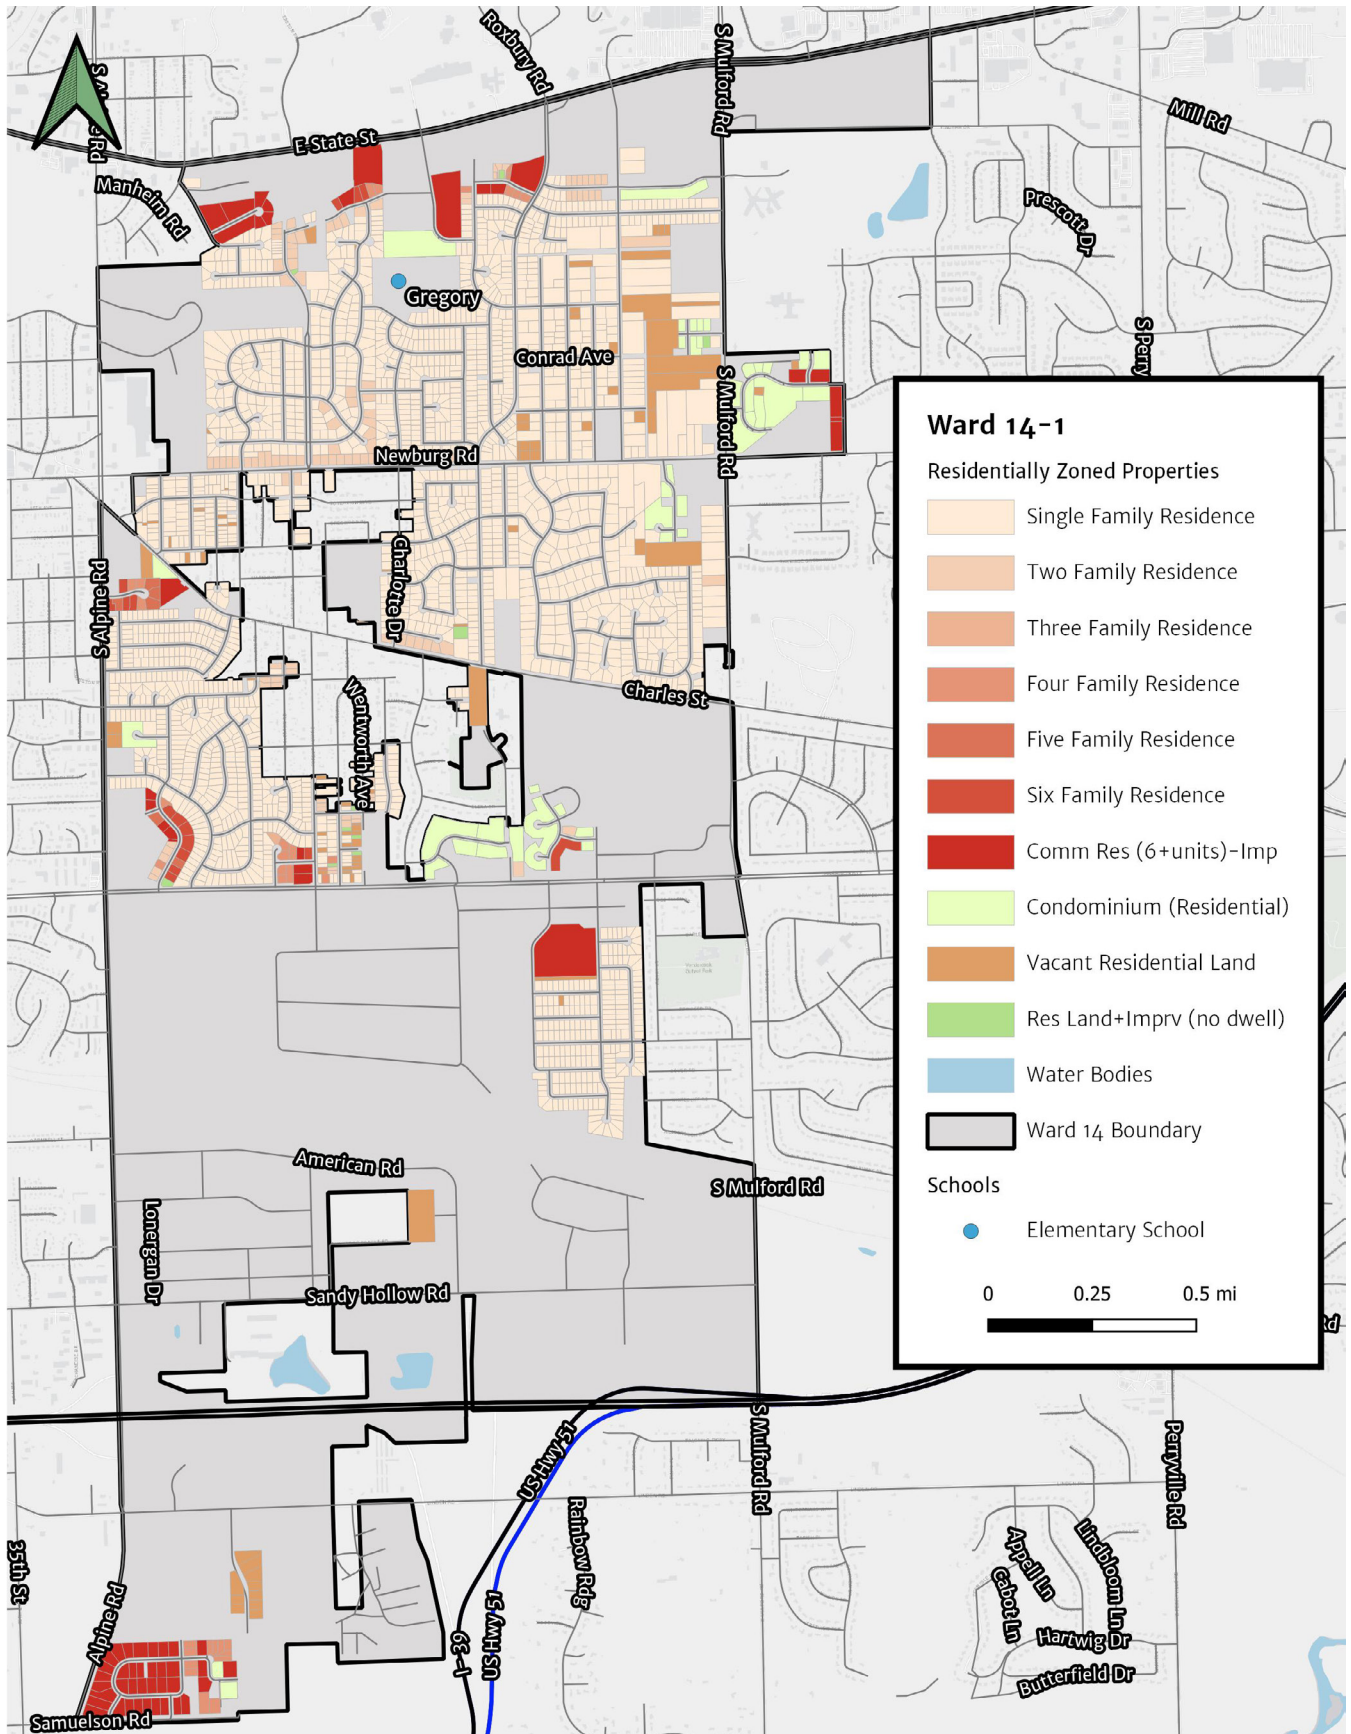 Roxbury Rd
S Mulford Rd
Mill Rd
E State St
Manheim Rd
Prescott Dr
Gregory
S Perry
Conrad Ave
S Mulford Rd
Newburg Rd
Charlotte Dr
S Alpine Rd
Wentworth Ave
Charles St
American Rd
S Mulford Rd
Lonergan Dr
Sandy Hollow Rd
US Hwy 51
S Mulford Rd
Perryville Rd
Rainbow Rdg
35th St
Appell Ln
Lindbloom Ln
Cabot Ln
Alpine Rd
I-39
US Hwy 51
Hartwig Dr
Butterfield Dr
Samuelson Rd
Ward 14-1
Residentially Zoned Properties
Single Family Residence
Two Family Residence
Three Family Residence
Four Family Residence
Five Family Residence
Six Family Residence
Comm Res (6+units)-Imp
Condominium (Residential)
Vacant Residential Land
Res Land+Imprv (no dwell)
Water Bodies
Ward 14 Boundary
Schools
Elementary School
0 0.25 0.5 mi
Rd